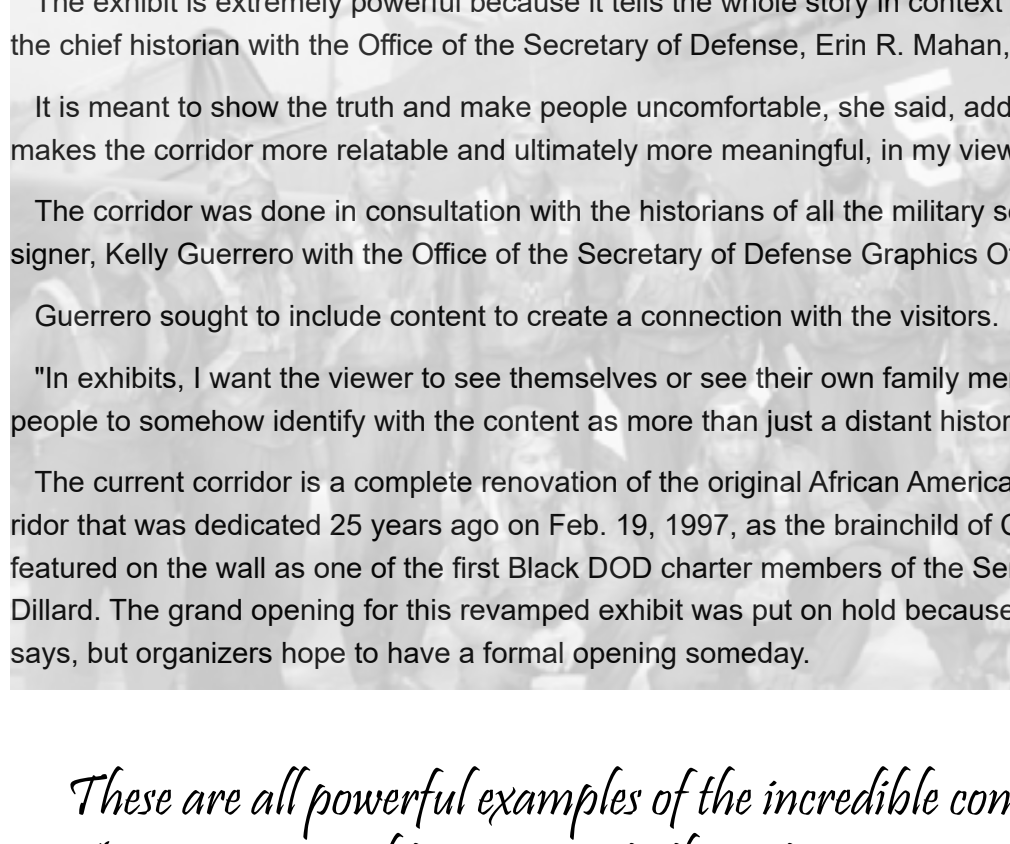 The exhibit is extremely powerful because it tells the whole story in context
the chief historian with the Office of the Secretary of Defense, Erin R. Mahan,
It is meant to show the truth and make people uncomfortable, she said, add
makes the corridor more relatable and ultimately more meaningful, in my view
The corridor was done in consultation with the historians of all the military s
signer, Kelly Guerrero with the Office of the Secretary of Defense Graphics O
Guerrero sought to include content to create a connection with the visitors.
"In exhibits, I want the viewer to see themselves or see their own family me
people to somehow identify with the content as more than just a distant histor
The current corridor is a complete renovation of the original African America
ridor that was dedicated 25 years ago on Feb. 19, 1997, as the brainchild of
featured on the wall as one of the first Black DOD charter members of the Se
Dillard. The grand opening for this revamped exhibit was put on hold because
says, but organizers hope to have a formal opening someday.
These are all powerful examples of the incredible con